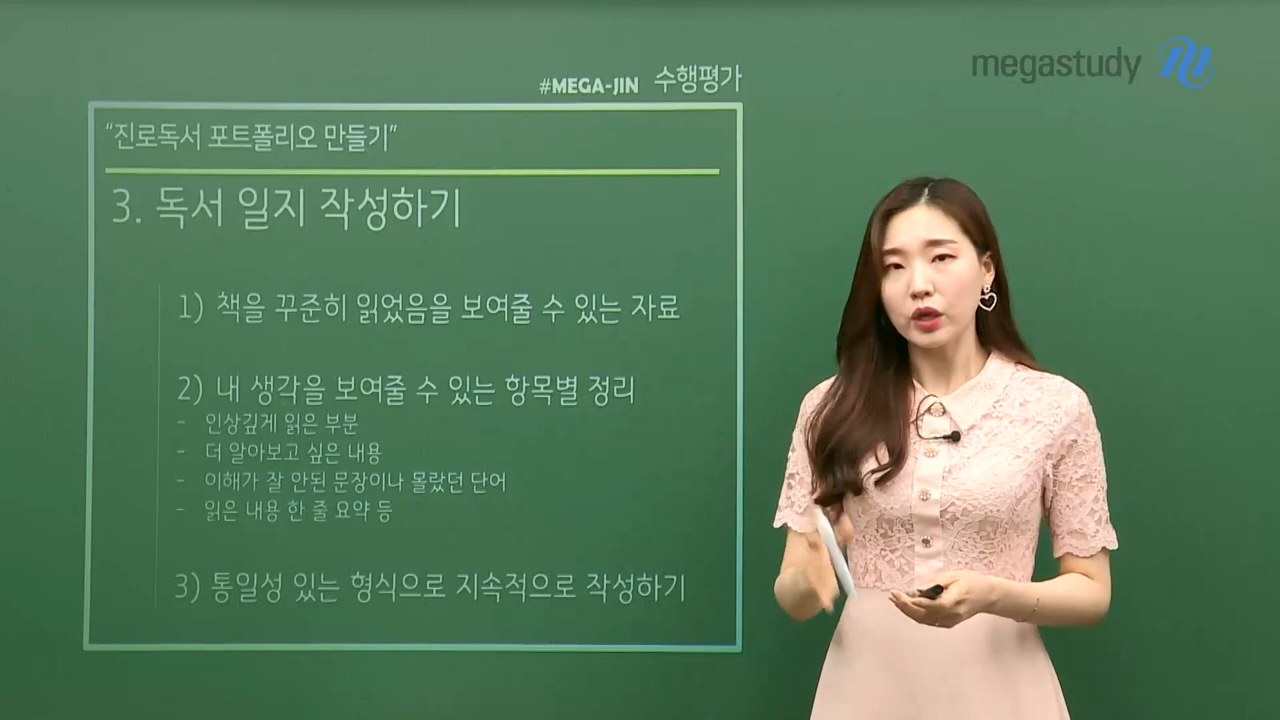 megastudy
#MEGA-JIN 수행평가
“진로독서 포트폴리오 만들기”
3. 독서 일지 작성하기
1) 책을 꾸준히 읽었음을 보여줄 수 있는 자료
2) 내 생각을 보여줄 수 있는 항목별 정리
- 인상깊게 읽은 부분
- 더 알아보고 싶은 내용
- 이해가 잘 안된 문장이나 몰랐던 단어
- 읽은 내용 한 줄 요약 등
3) 통일성 있는 형식으로 지속적으로 작성하기